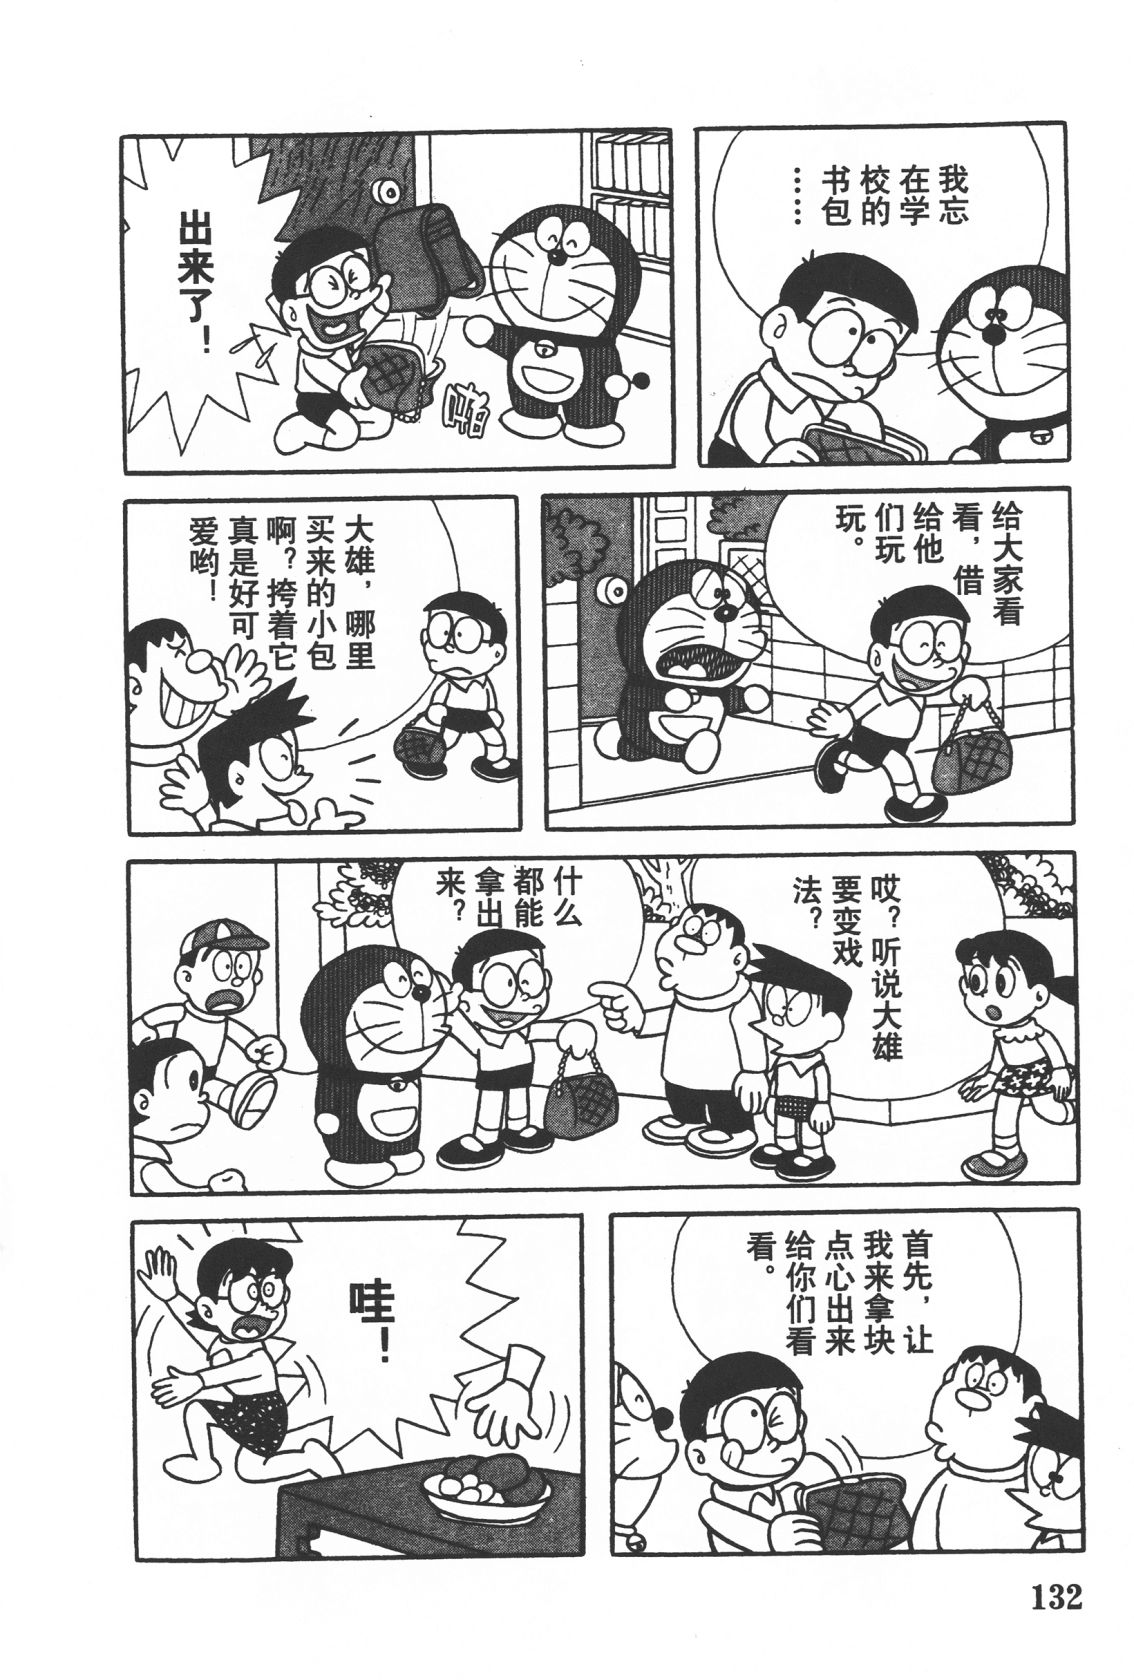 我忘
在学
校的
书包
……
出来了！
嘣
给大家看
看，借
给他
们玩
玩。
大雄，哪里
买来的小包
啊？挎着它
真是好可
爱哟！
哎？听说大雄
要变戏
法？
什么
都能
拿出
来？
首先，让
我来拿块
点心出来
给你们看
看。
哇！
132